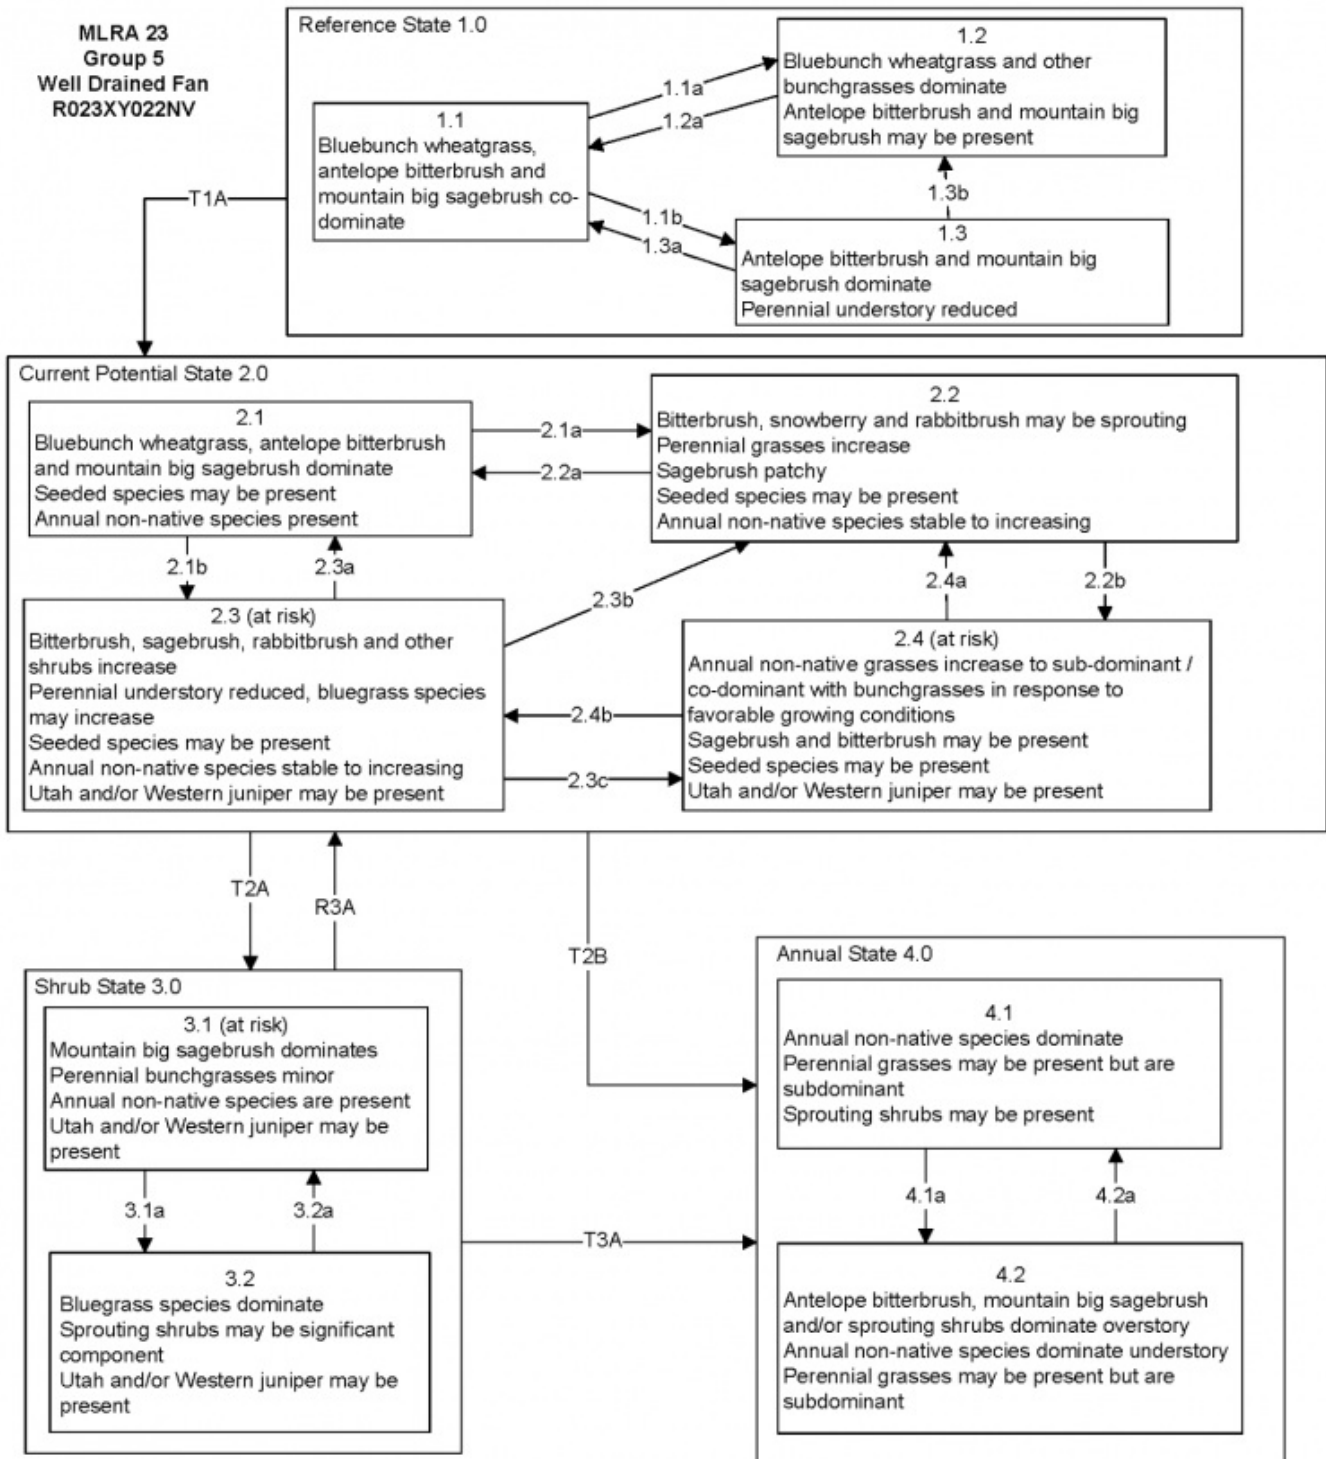 MLRA 23
Group 5
Well Drained Fan
R023XY022NV
Reference State 1.0
1.1
Bluebunch wheatgrass,
antelope bitterbrush and
mountain big sagebrush co-
dominate
1.1a
1.2a
1.2
Bluebunch wheatgrass and other
bunchgrasses dominate
Antelope bitterbrush and mountain big
sagebrush may be present
1.3b
1.1b
1.3a
1.3
Antelope bitterbrush and mountain big
sagebrush dominate
Perennial understory reduced
T1A
Current Potential State 2.0
2.1
Bluebunch wheatgrass, antelope bitterbrush
and mountain big sagebrush dominate
Seeded species may be present
Annual non-native species present
2.1a
2.2a
2.2
Bitterbrush, snowberry and rabbitbrush may be sprouting
Perennial grasses increase
Sagebrush patchy
Seeded species may be present
Annual non-native species stable to increasing
2.1b
2.3a
2.3b
2.4a
2.2b
2.3 (at risk)
Bitterbrush, sagebrush, rabbitbrush and other
shrubs increase
Perennial understory reduced, bluegrass species
may increase
Seeded species may be present
Annual non-native species stable to increasing
Utah and/or Western juniper may be present
2.4b
2.3c
2.4 (at risk)
Annual non-native grasses increase to sub-dominant /
co-dominant with bunchgrasses in response to
favorable growing conditions
Sagebrush and bitterbrush may be present
Seeded species may be present
Utah and/or Western juniper may be present
T2A
R3A
T2B
Shrub State 3.0
3.1 (at risk)
Mountain big sagebrush dominates
Perennial bunchgrasses minor
Annual non-native species are present
Utah and/or Western juniper may be
present
3.1a
3.2a
3.2
Bluegrass species dominate
Sprouting shrubs may be significant
component
Utah and/or Western juniper may be
present
T3A
Annual State 4.0
4.1
Annual non-native species dominate
Perennial grasses may be present but are
subdominant
Sprouting shrubs may be present
4.1a
4.2a
4.2
Antelope bitterbrush, mountain big sagebrush
and/or sprouting shrubs dominate overstory
Annual non-native species dominate understory
Perennial grasses may be present but are
subdominant